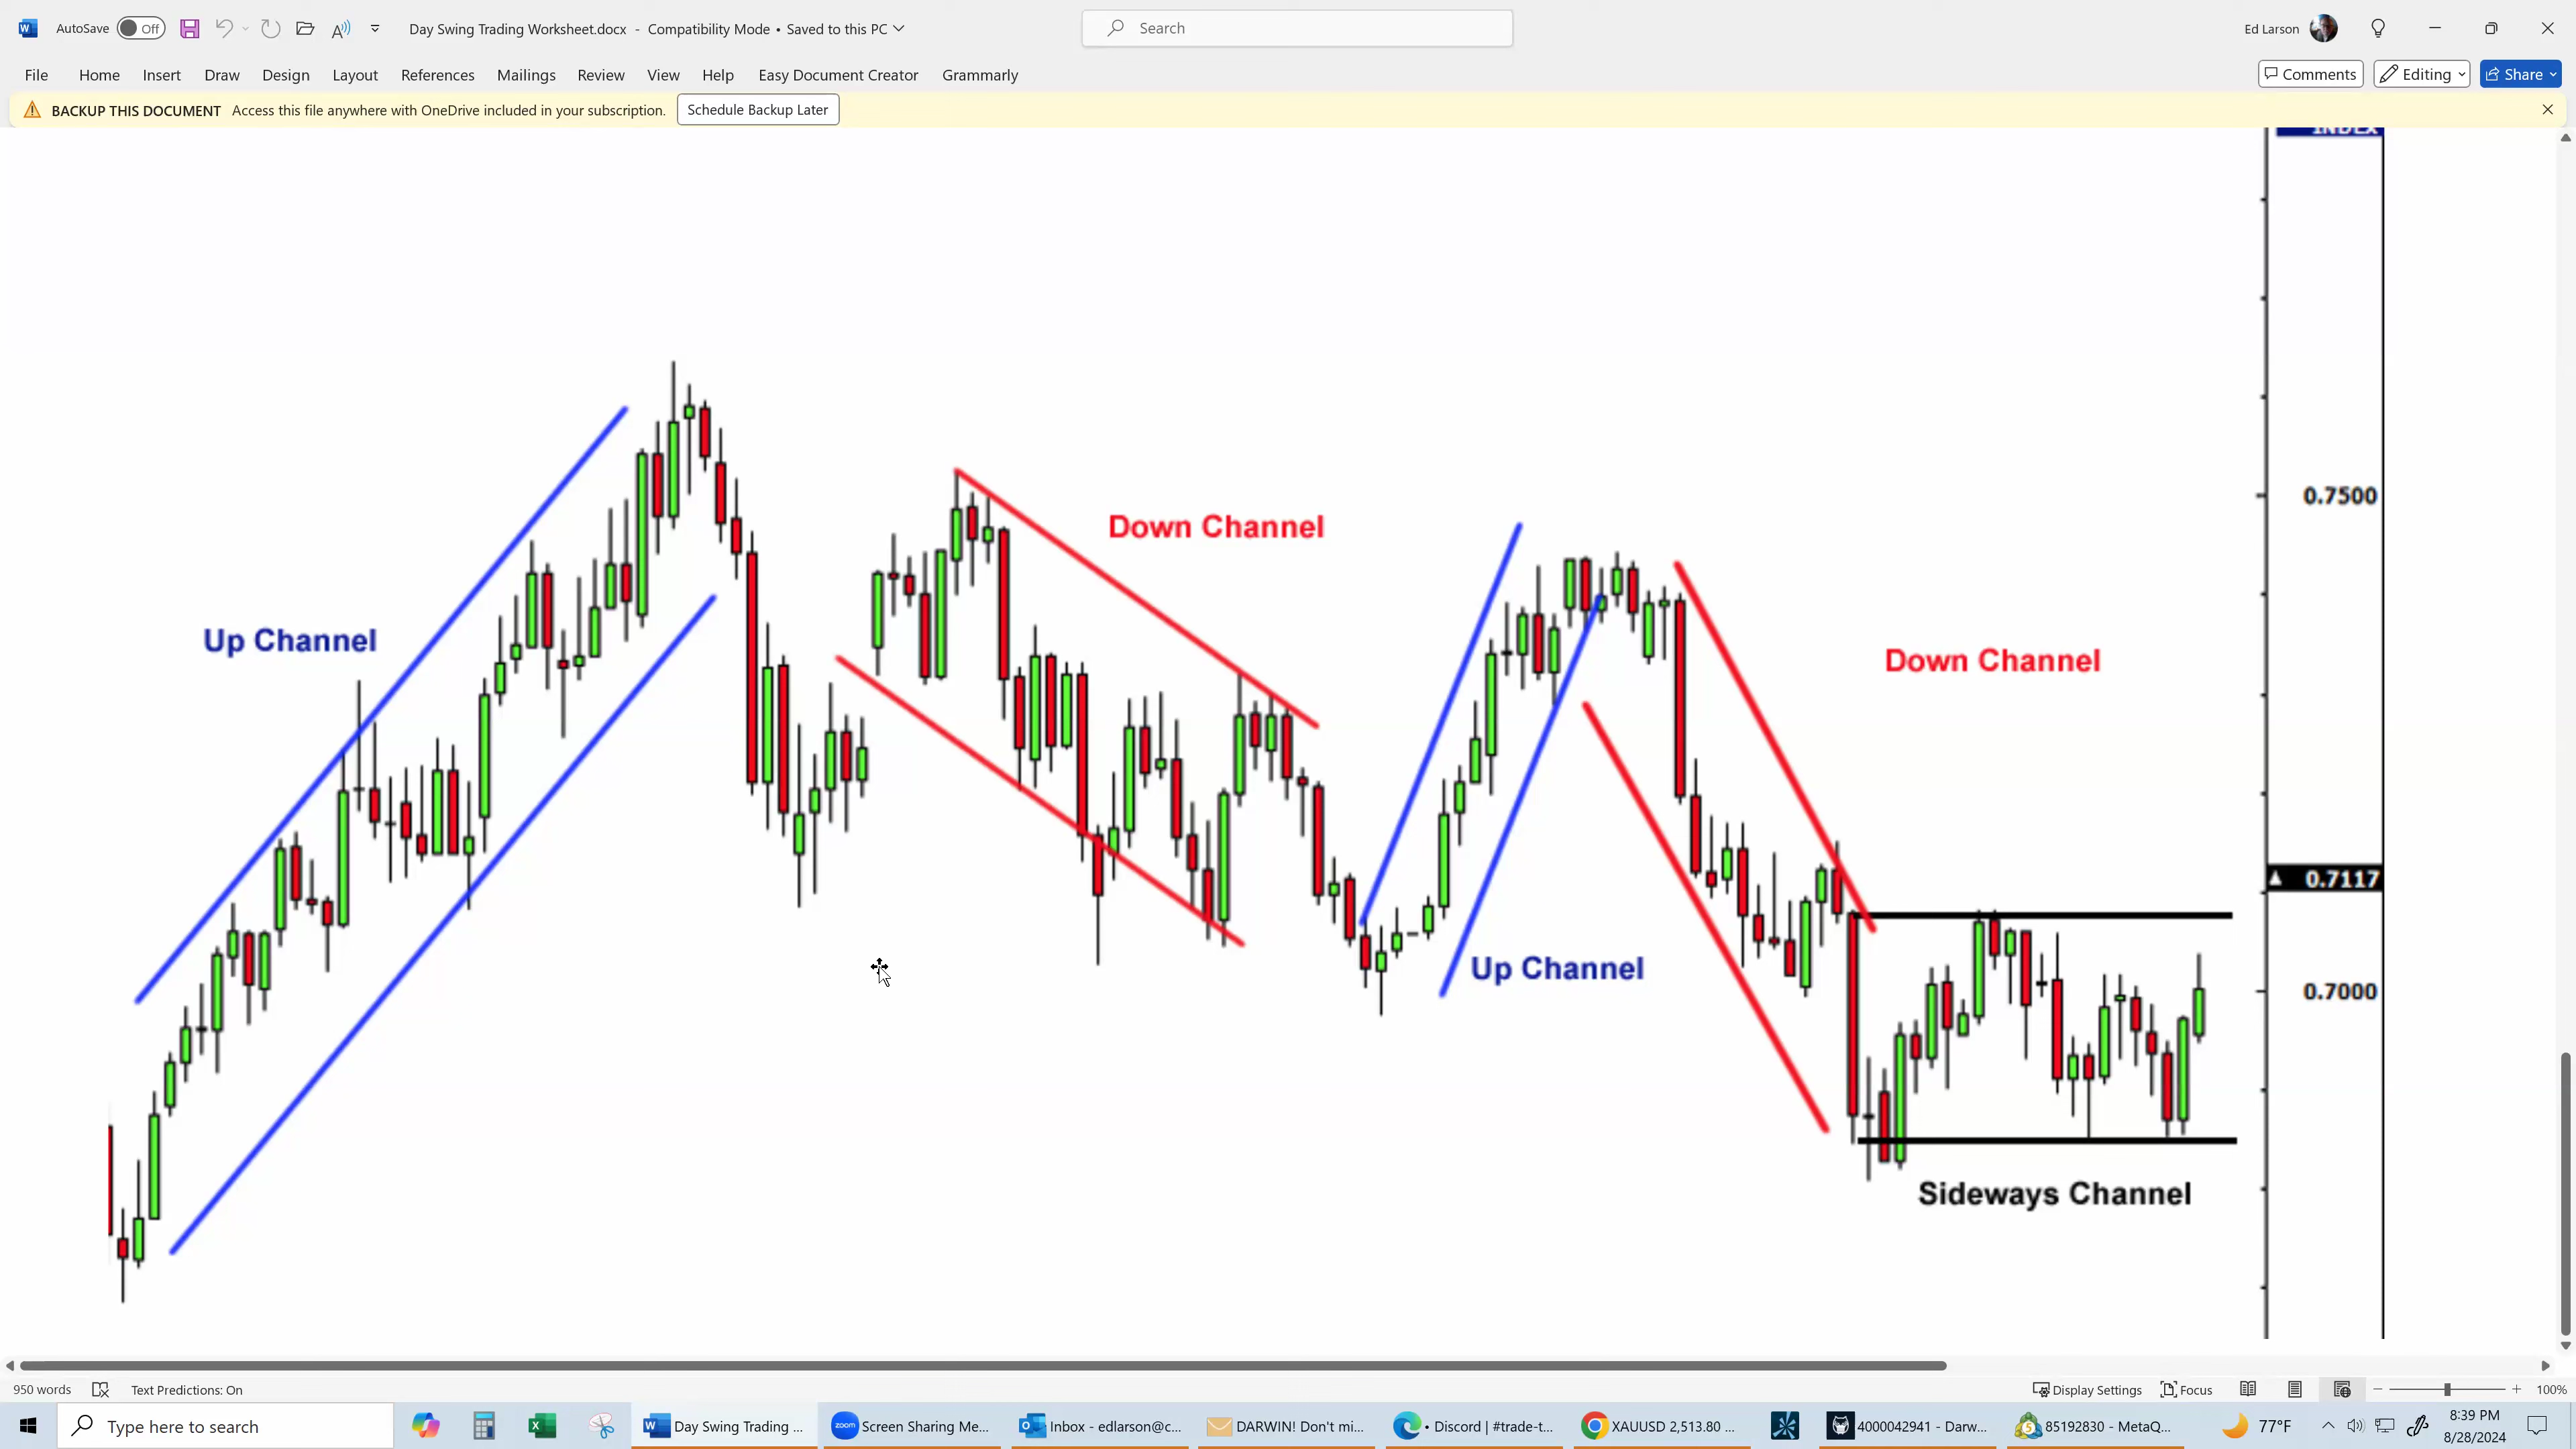 AutoSave Off Day Swing Trading Worksheet.docx - Compatibility Mode • Saved to this PC Search Ed Larson
File Home Insert Draw Design Layout References Mailings Review View Help Easy Document Creator Grammarly Comments Editing Share
BACKUP THIS DOCUMENT Access this file anywhere with OneDrive included in your subscription. Schedule Backup Later
INDEX
0.7500
Down Channel
Up Channel
Down Channel
0.7117
Up Channel
0.7000
Sideways Channel
950 words Text Predictions: On Display Settings Focus 100%
Type here to search Day Swing Trading ... zoom Screen Sharing Me... Inbox - edlarson@c... DARWIN! Don't mi... • Discord | #trade-t... XAUUSD 2,513.80 4000042941 - Darw... 85192830 - MetaQ... 77°F 8:39 PM
8/28/2024